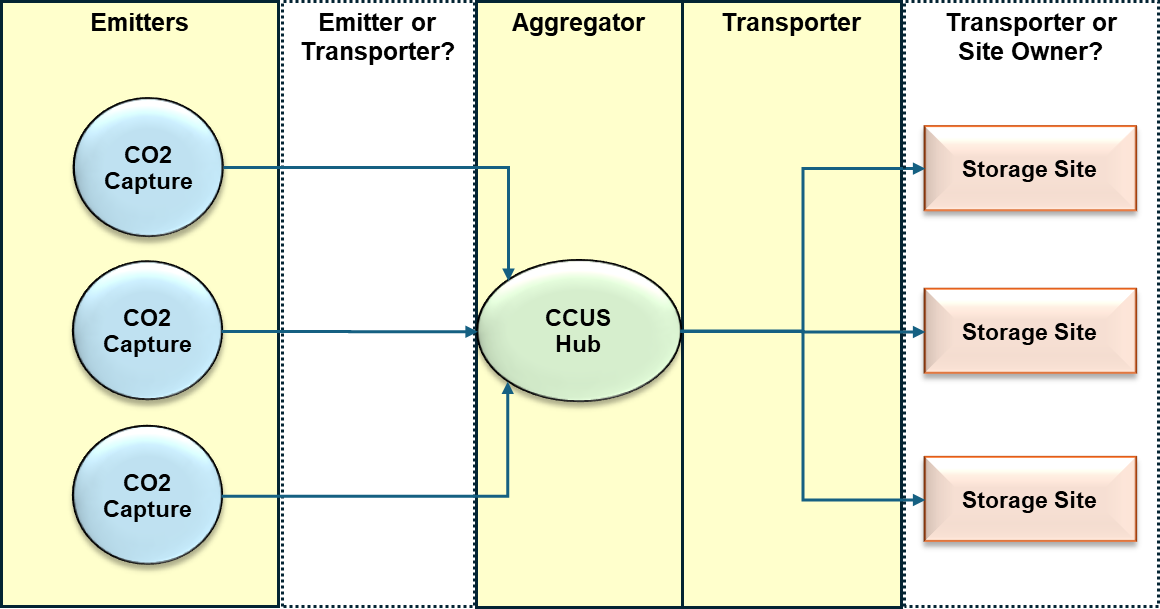 Emitters
Emitter or
Transporter?
Aggregator
Transporter
Transporter or
Site Owner?
CO2
Capture
Storage Site
CO2
Capture
CCUS
Hub
Storage Site
CO2
Capture
Storage Site